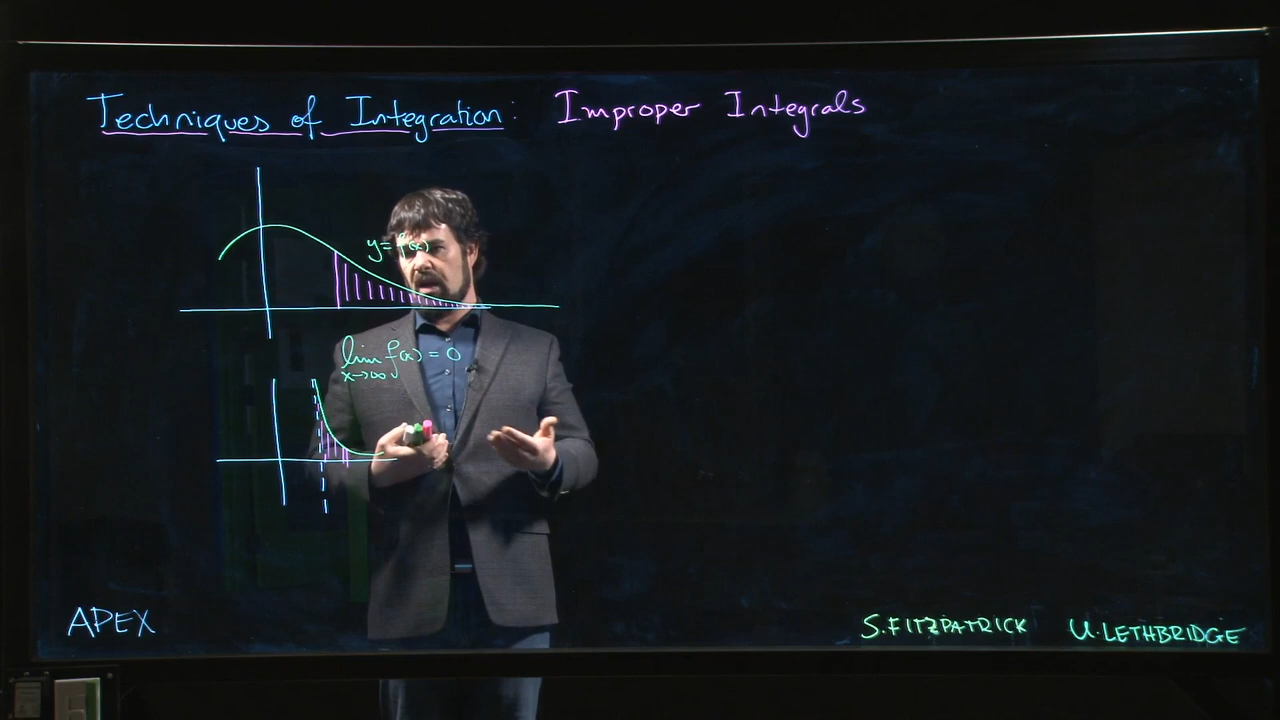 Techniques of Integration: Improper Integrals
y=f(x)
lim f(x) = 0
x→∞
APEX
S.FITZPATRICK U.LETHBRIDGE